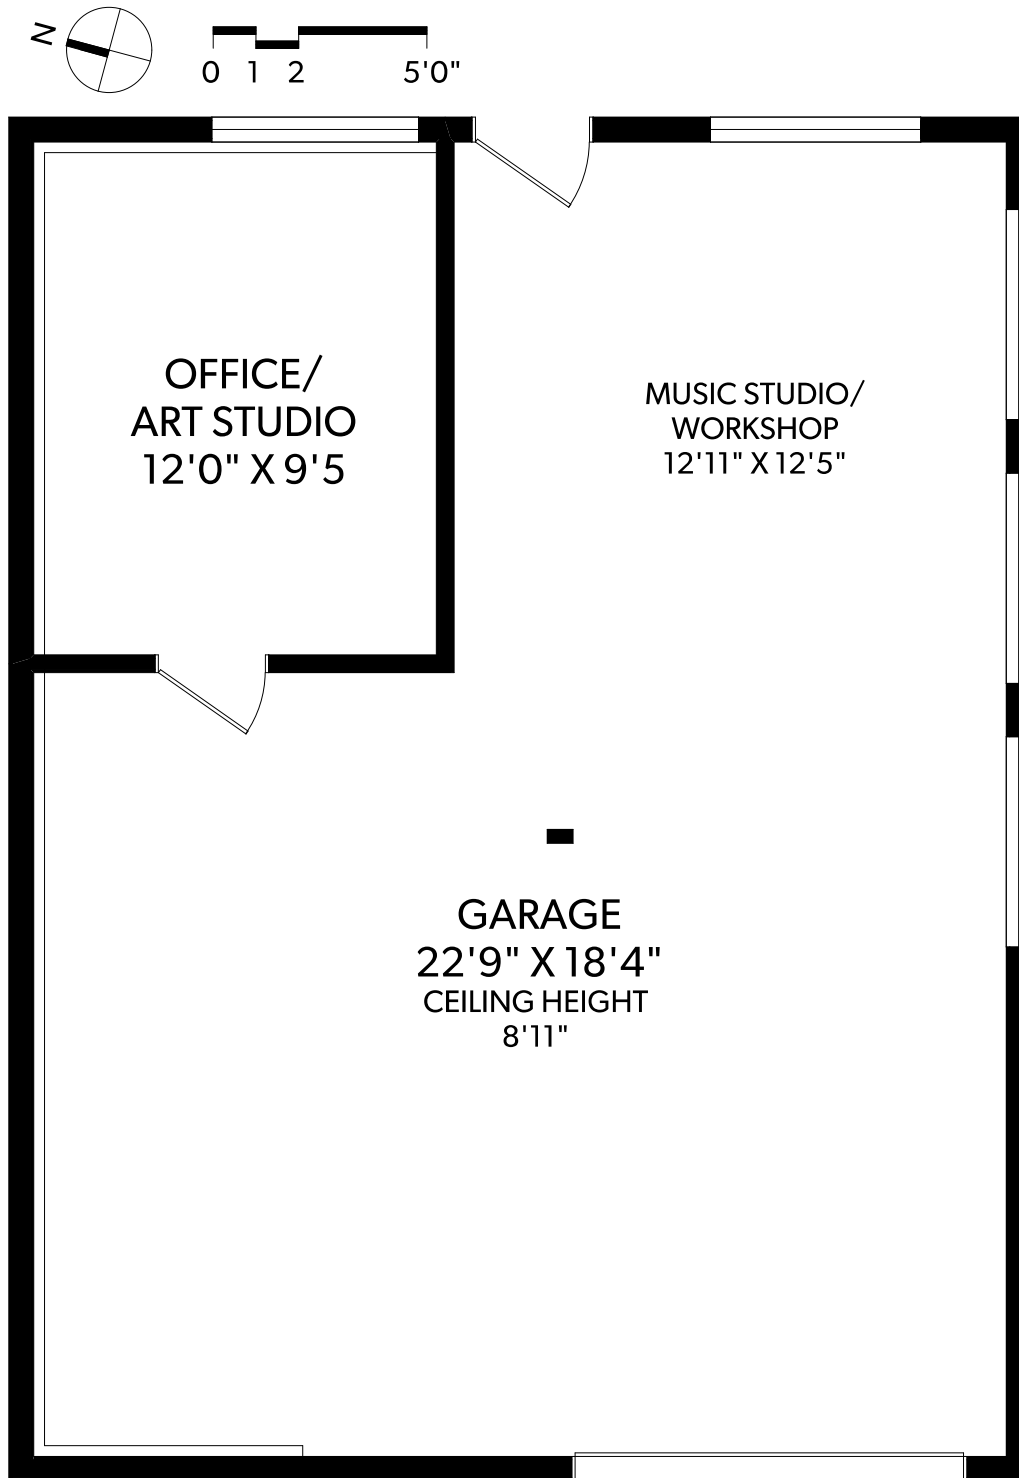 N
0 1 2 5'0"
OFFICE/
ART STUDIO
12'0" X 9'5
MUSIC STUDIO/
WORKSHOP
12'11" X 12'5"
GARAGE
22'9" X 18'4"
CEILING HEIGHT
8'11"